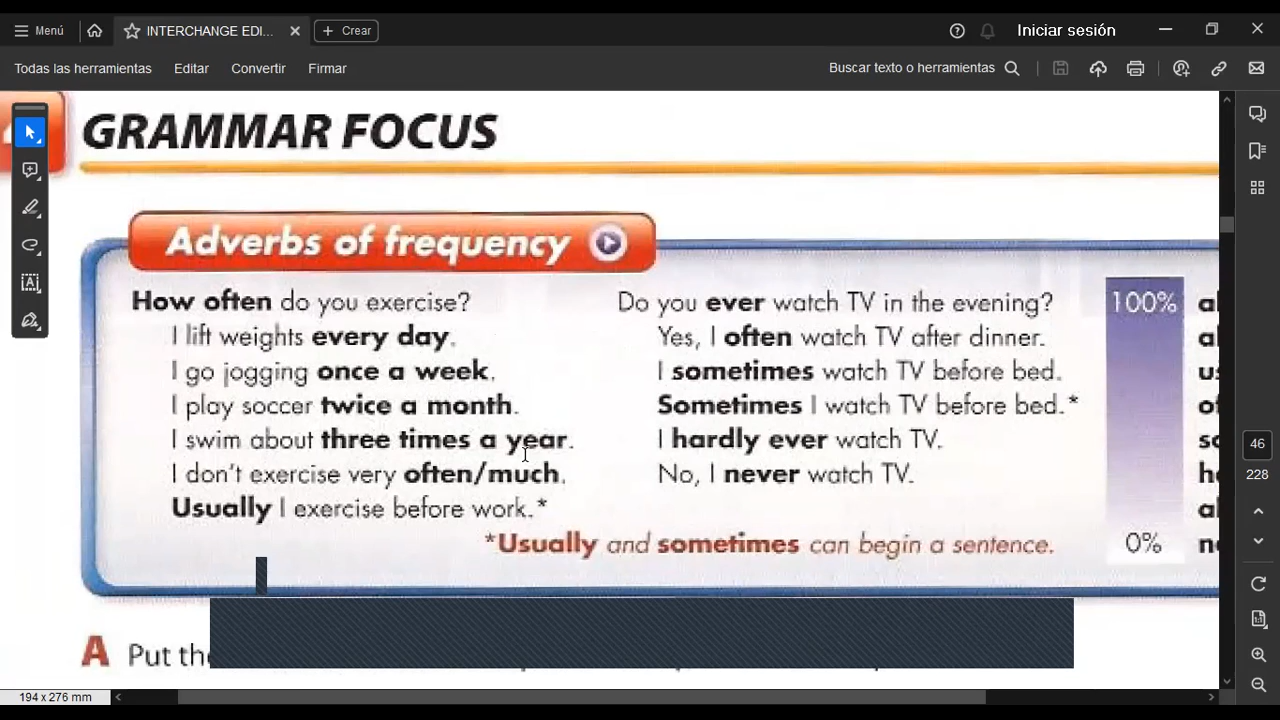 Menú
INTERCHANGE EDI...
Crear
Iniciar sesión
Todas las herramientas
Editar
Convertir
Firmar
Buscar texto o herramientas
GRAMMAR FOCUS
Adverbs of frequency
How often do you exercise?
I lift weights every day.
I go jogging once a week.
I play soccer twice a month.
I swim about three times a year.
I don't exercise very often/much.
Usually I exercise before work.*
Do you ever watch TV in the evening?
Yes, I often watch TV after dinner.
I sometimes watch TV before bed.
Sometimes I watch TV before bed.*
I hardly ever watch TV.
No, I never watch TV.
*Usually and sometimes can begin a sentence.
100%
0%
A Put the
46
228
194 x 276 mm